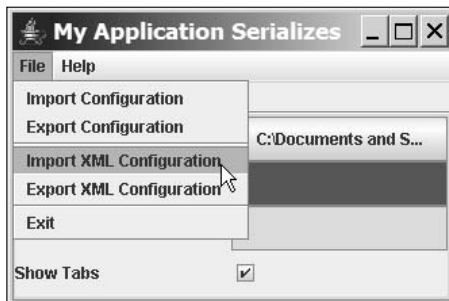 My Application Serializes
File Help
Import Configuration
Export Configuration
C:\Documents and S...
Import XML Configuration
Export XML Configuration
Exit
Show Tabs